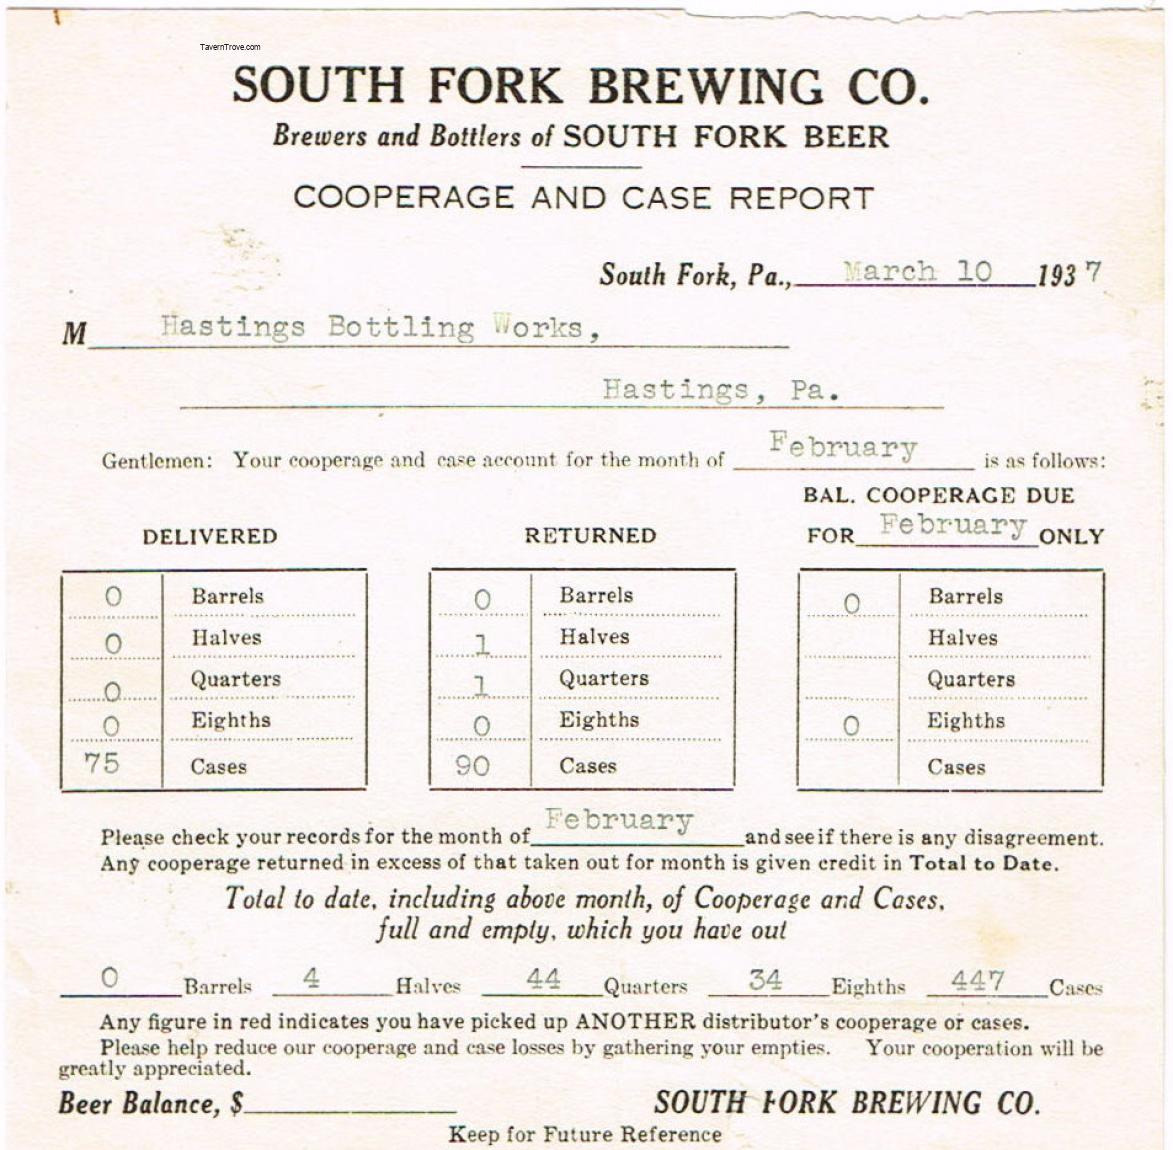 TavernTrove.com
SOUTH FORK BREWING CO.
Brewers and Bottlers of SOUTH FORK BEER
COOPERAGE AND CASE REPORT
South Fork, Pa., March 10 1937
M Hastings Bottling Works,
Hastings, Pa.
Gentlemen: Your cooperage and case account for the month of February is as follows:
BAL. COOPERAGE DUE
DELIVERED RETURNED FOR February ONLY
0 Barrels 0 Barrels 0 Barrels
0 Halves 1 Halves Halves
0 Quarters 1 Quarters Quarters
0 Eighths 0 Eighths 0 Eighths
75 Cases 90 Cases Cases
Please check your records for the month of February and see if there is any disagreement.
Any cooperage returned in excess of that taken out for month is given credit in Total to Date.
Total to date, including above month, of Cooperage and Cases,
full and empty, which you have out
0 Barrels 4 Halves 44 Quarters 34 Eighths 447 Cases
Any figure in red indicates you have picked up ANOTHER distributor's cooperage or cases.
Please help reduce our cooperage and case losses by gathering your empties. Your cooperation will be
greatly appreciated.
Beer Balance, $ SOUTH FORK BREWING CO.
Keep for Future Reference